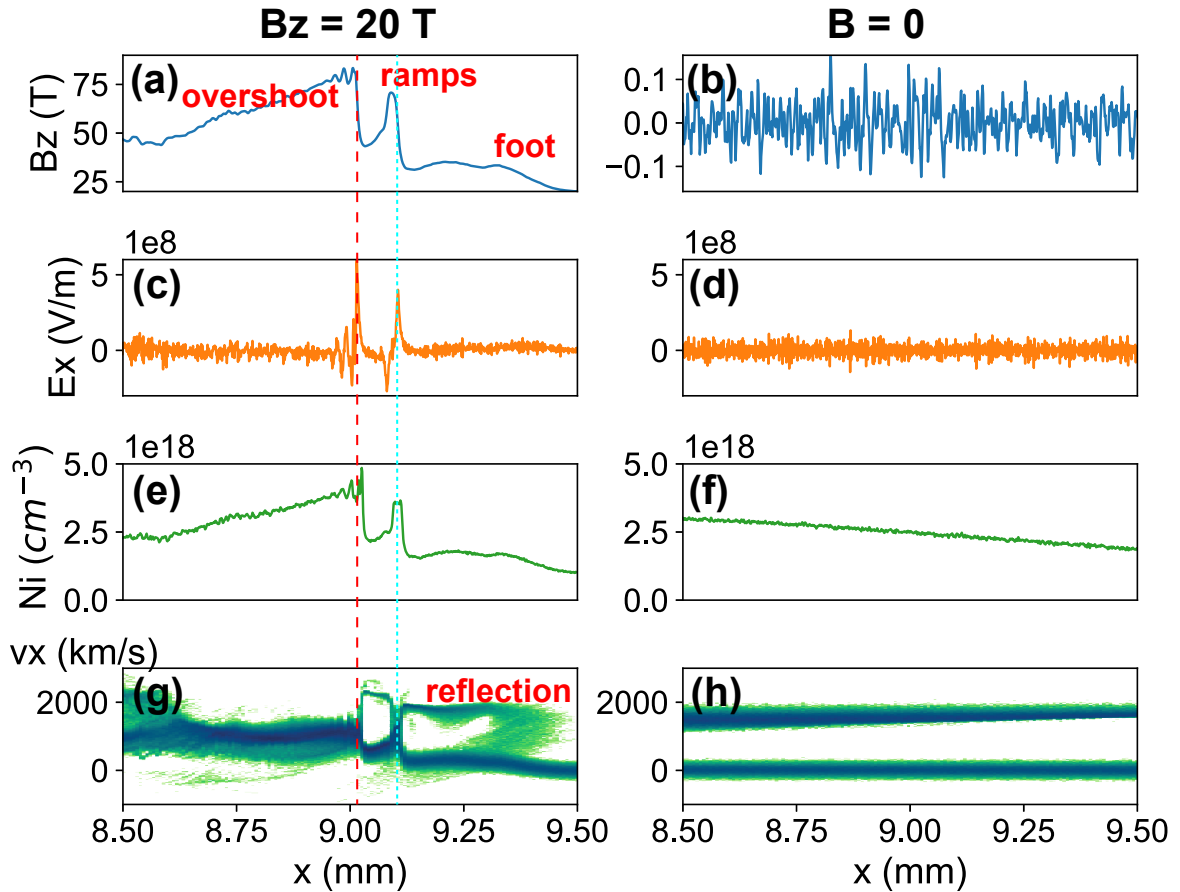 Bz = 20 T
B = 0
(a)
overshoot
ramps
foot
Bz (T)
75
50
25
(b)
0.1
0.0
−0.1
1e8
(c)
Ex (V/m)
5
0
1e8
(d)
5
0
1e18
(e)
Ni (cm−3)
5.0
2.5
0.0
1e18
(f)
5.0
2.5
0.0
vx (km/s)
(g)
reflection
2000
0
(h)
2000
0
8.50 8.75 9.00 9.25 9.50
x (mm)
8.50 8.75 9.00 9.25 9.50
x (mm)